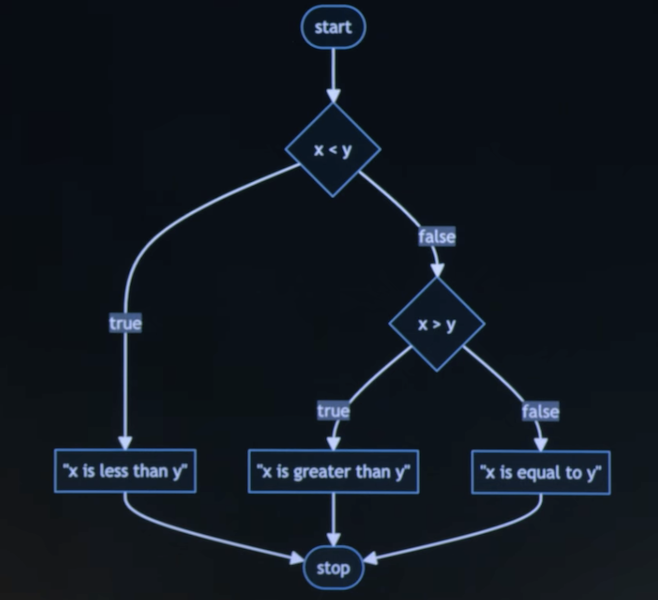 start
x < y
false
true
x > y
true
false
"x is less than y"
"x is greater than y"
"x is equal to y"
stop